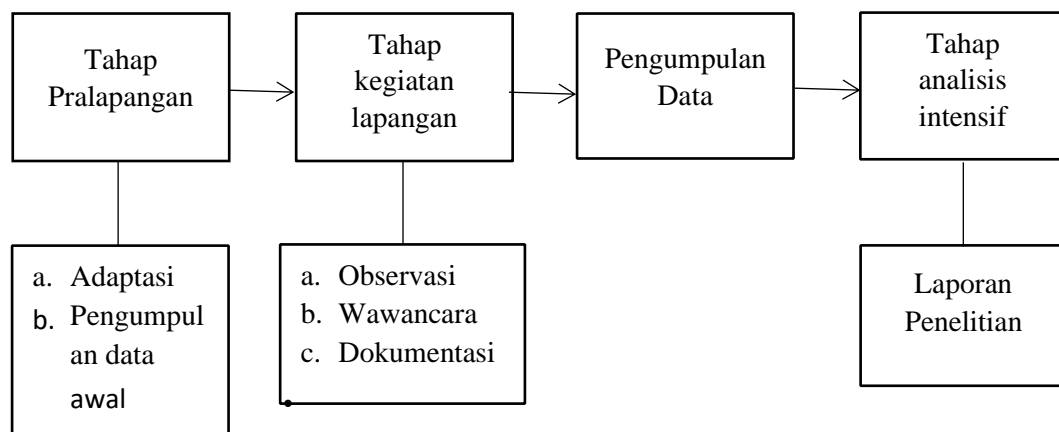 Tahap
Pralapangan
Tahap
kegiatan
lapangan
Pengumpulan
Data
Tahap
analisis
intensif
a. Adaptasi
b. Pengumpul
an data
awal
a. Observasi
b. Wawancara
c. Dokumentasi
Laporan
Penelitian